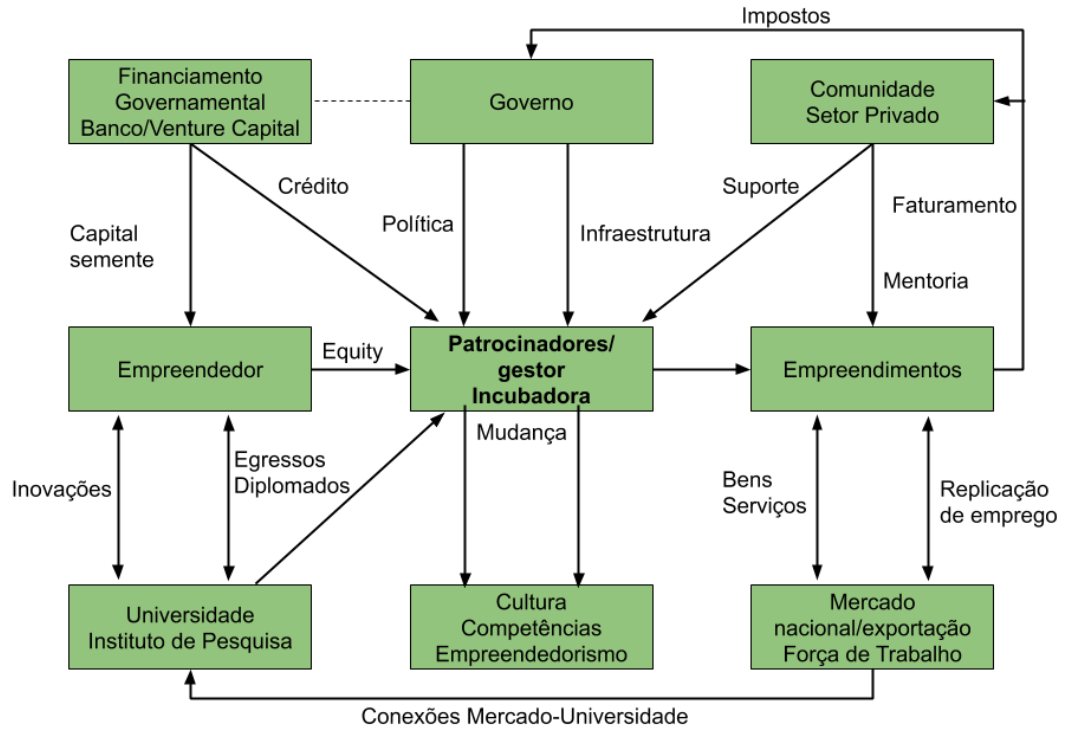 Impostos
Financiamento
Governamental
Banco/Venture Capital
Governo
Comunidade
Setor Privado
Crédito
Suporte
Política
Infraestrutura
Faturamento
Capital
semente
Mentoria
Empreendedor
Equity
Patrocinadores/
gestor
Incubadora
Empreendimentos
Mudança
Inovações
Egressos
Diplomados
Bens
Serviços
Replicação
de emprego
Universidade
Instituto de Pesquisa
Cultura
Competências
Empreendedorismo
Mercado
nacional/exportação
Força de Trabalho
Conexões Mercado-Universidade